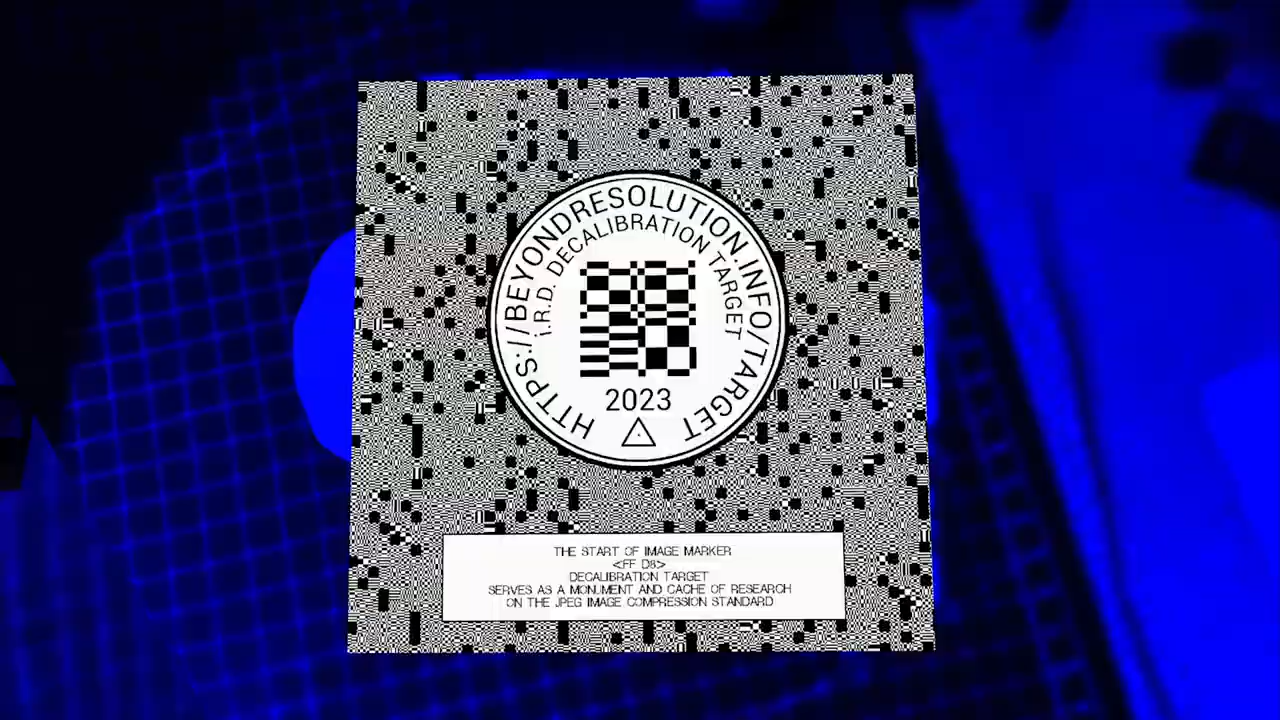 HTTPS://BEYONDRESOLUTION.INFO/TARGET
i.R.D. DECALIBRATION TARGET
2023
THE START OF IMAGE MARKER
<FF D8>
DECALIBRATION TARGET
SERVES AS A MONUMENT AND CACHE OF RESEARCH
ON THE JPEG IMAGE COMPRESSION STANDARD